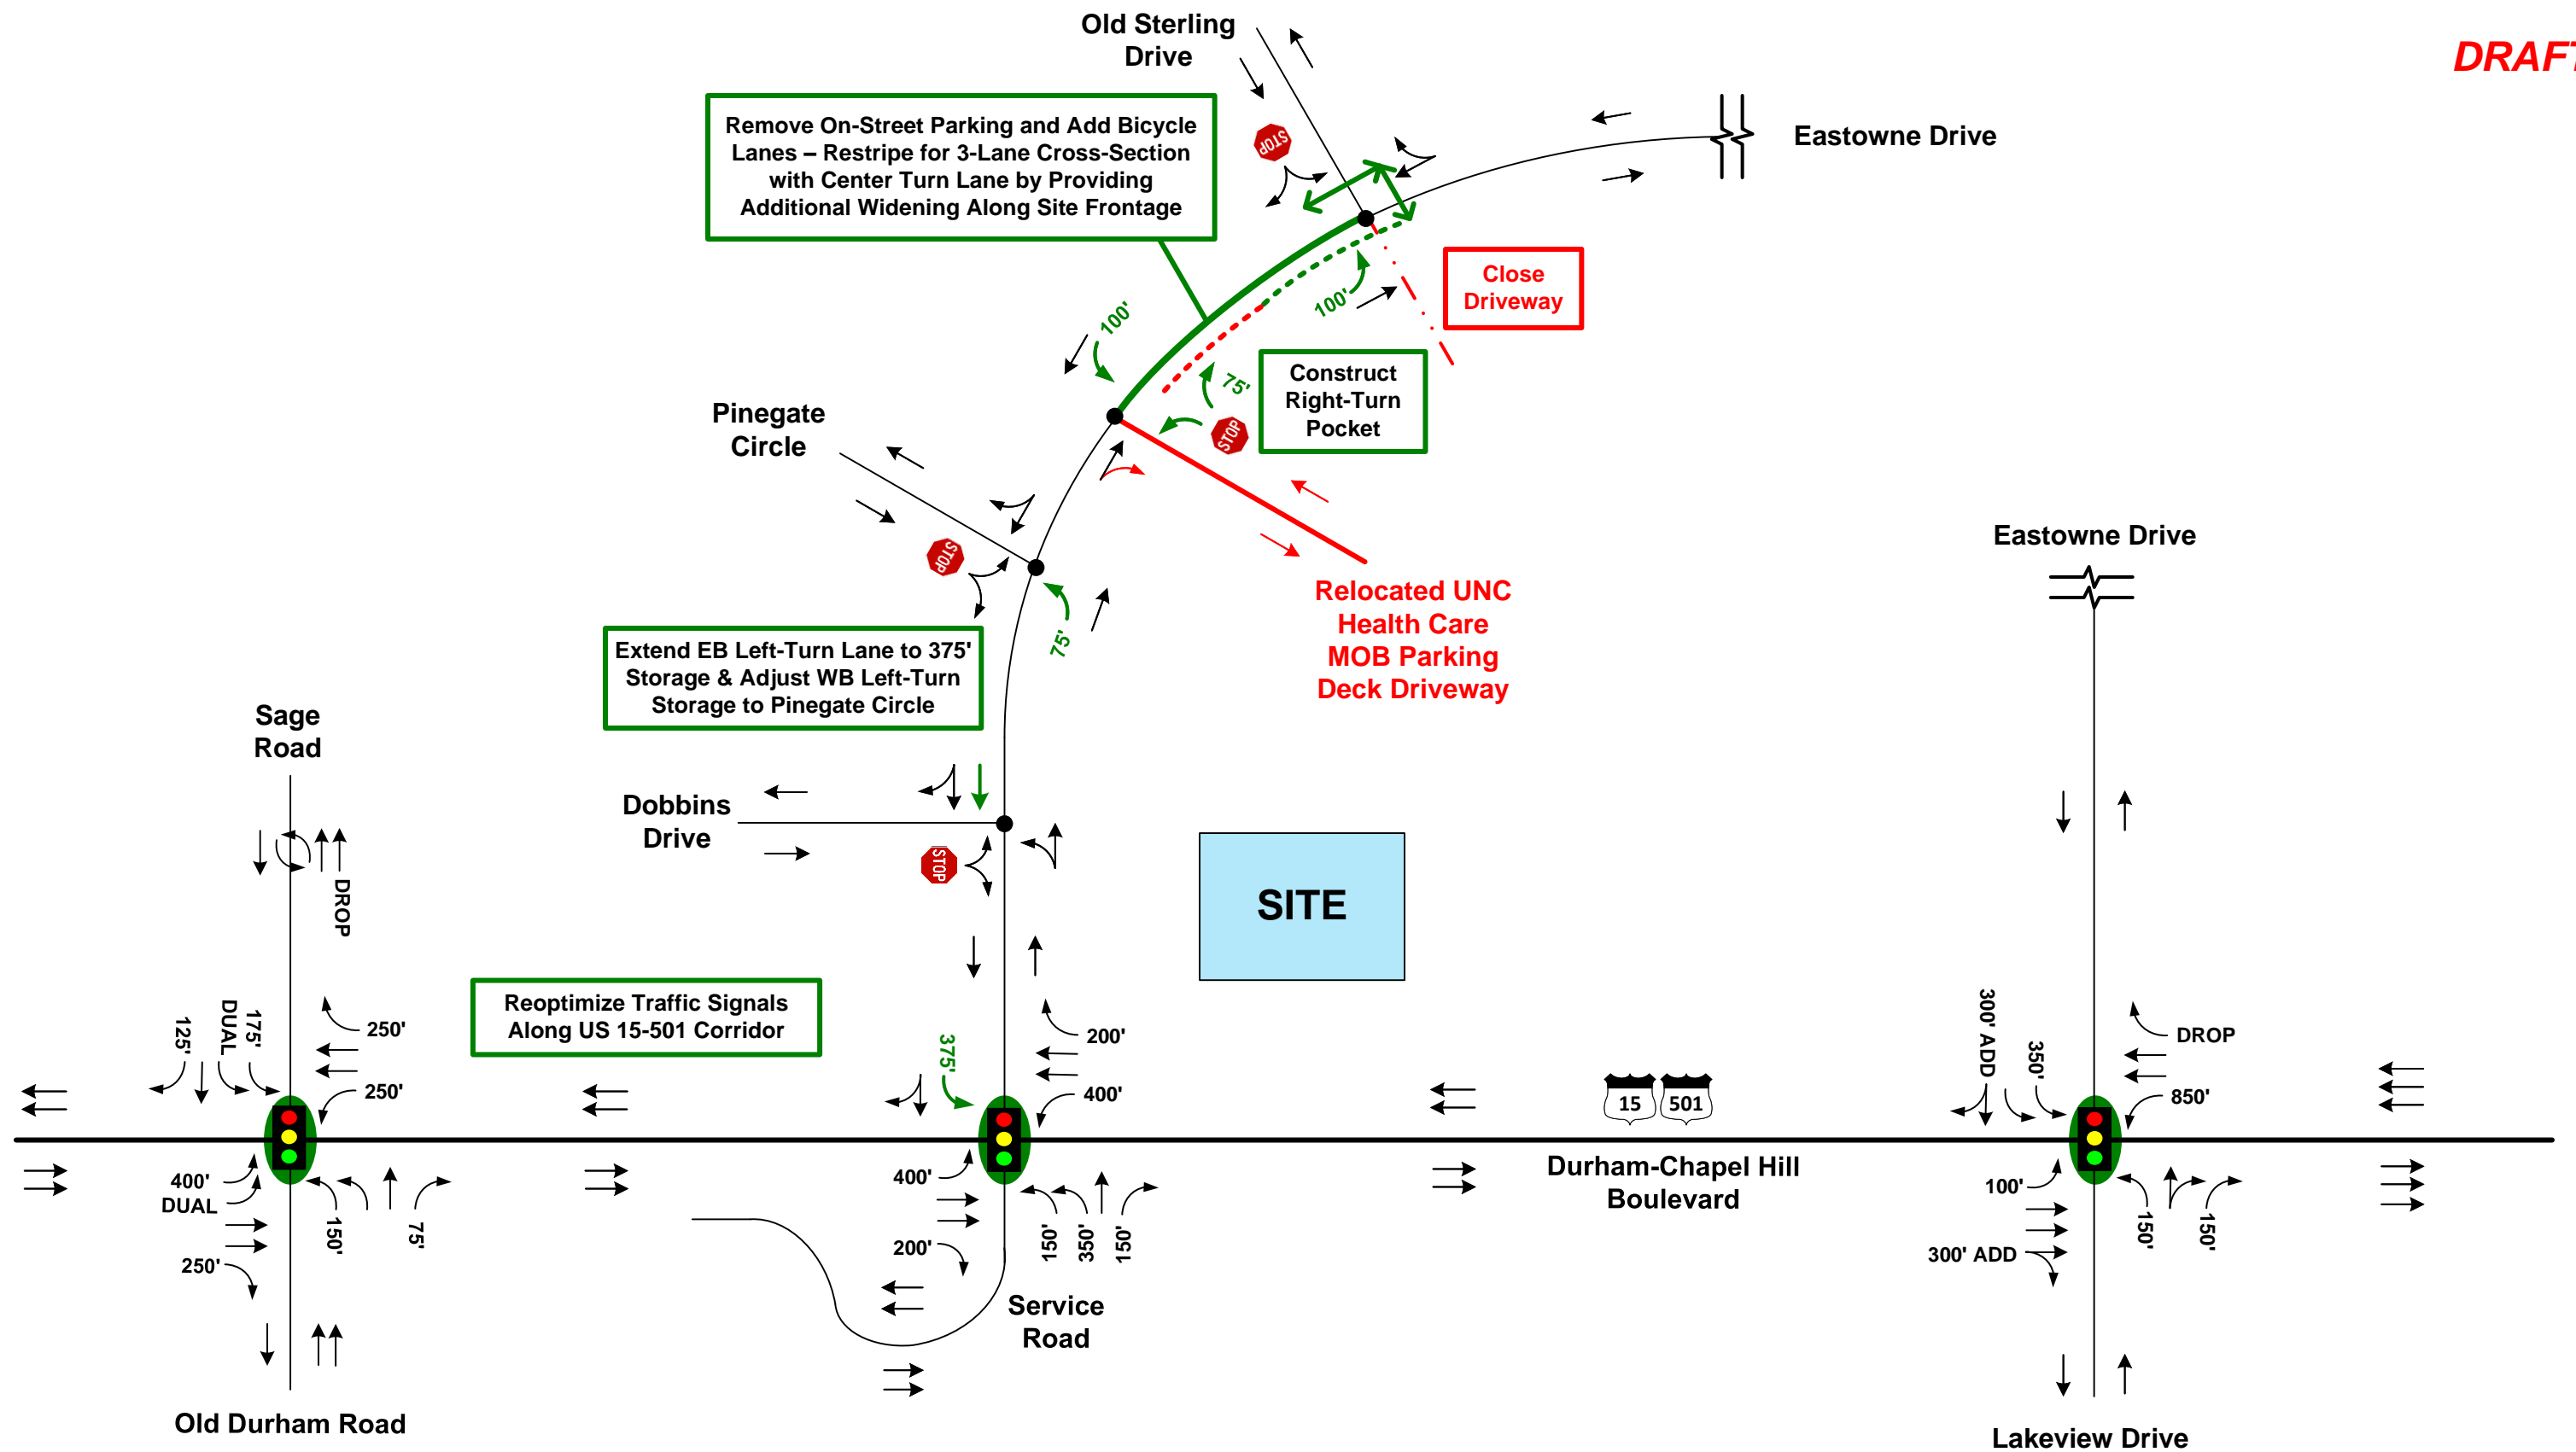 Old Sterling
Drive
DRAFT
Remove On-Street Parking and Add Bicycle
Lanes – Restripe for 3-Lane Cross-Section
with Center Turn Lane by Providing
Additional Widening Along Site Frontage
STOP
Eastowne Drive
Close
Driveway
100'
100'
Construct
Right-Turn
Pocket
75'
STOP
Pinegate
Circle
STOP
75'
Relocated UNC
Health Care
MOB Parking
Deck Driveway
Eastowne Drive
Extend EB Left-Turn Lane to 375'
Storage & Adjust WB Left-Turn
Storage to Pinegate Circle
Sage
Road
Dobbins
Drive
STOP
SITE
DROP
Reoptimize Traffic Signals
Along US 15-501 Corridor
125'
DUAL
175'
250'
250'
375'
200'
400'
15
501
300' ADD
350'
DROP
850'
400'
DUAL
250'
150'
75'
400'
200'
150'
350'
150'
Durham-Chapel Hill
Boulevard
100'
300' ADD
150'
150'
Service
Road
Old Durham Road
Lakeview Drive